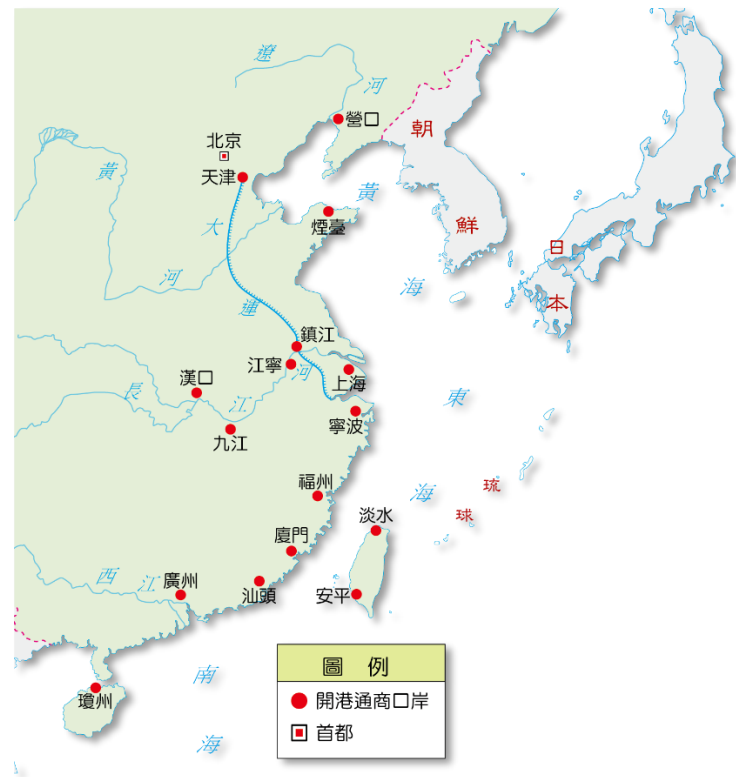 遼
河
營口
北京
天津
朝
鮮
黃
河
黃
海
大
運
河
煙臺
日
本
鎮江
江寧
上海
漢口
長
江
九江
寧波
東
海
福州
琉
球
淡水
廈門
西
江
廣州
汕頭
安平
瓊州
南
海
圖 例
開港通商口岸
首都